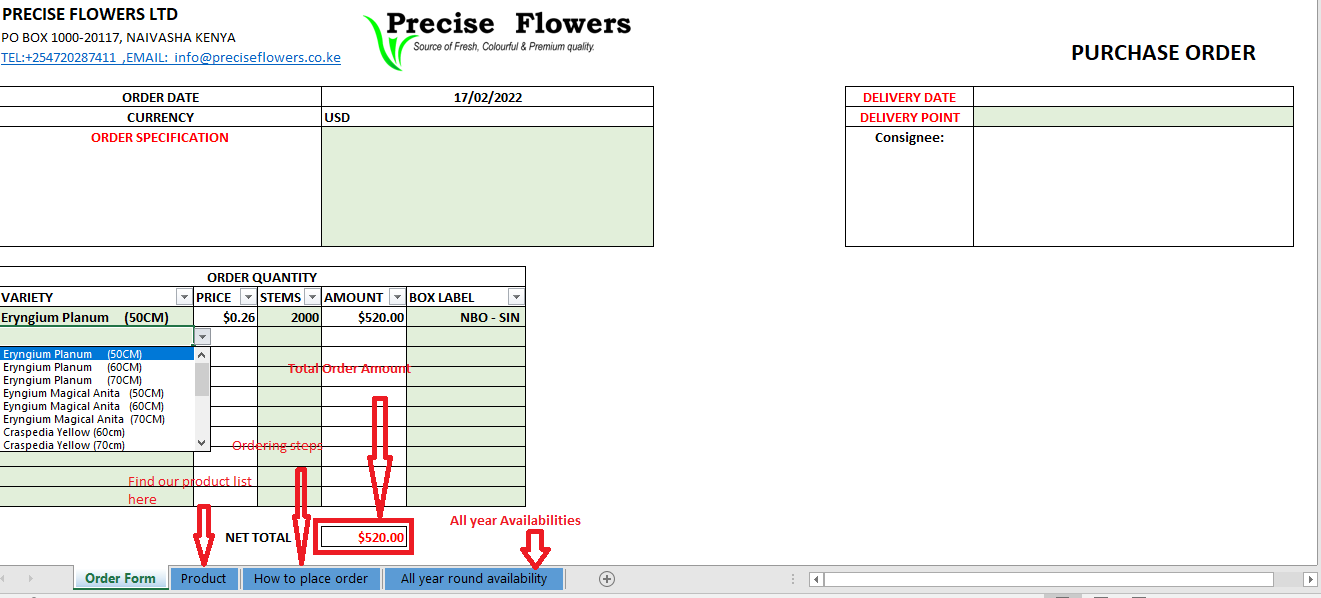 PRECISE FLOWERS LTD
PO BOX 1000-20117, NAIVASHA KENYA
TEL:+254720287411 ,EMAIL: info@preciseflowers.co.ke
Precise Flowers
Source of Fresh, Colourful & Premium quality.
PURCHASE ORDER
ORDER DATE 17/02/2022
CURRENCY USD
ORDER SPECIFICATION
DELIVERY DATE
DELIVERY POINT
Consignee:
ORDER QUANTITY
VARIETY PRICE STEMS AMOUNT BOX LABEL
Eryngium Planum (50CM) $0.26 2000 $520.00 NBO - SIN
Eryngium Planum (50CM)
Eryngium Planum (60CM)
Eryngium Planum (70CM)
Eyngium Magical Anita (50CM)
Eyngium Magical Anita (60CM)
Eryngium Magical Anita (70CM)
Craspedia Yellow (60cm)
Craspedia Yellow (70cm)
Total Order Amount
Ordering steps
Find our product list
here
All year Availabilities
NET TOTAL $520.00
Order Form Product How to place order All year round availability